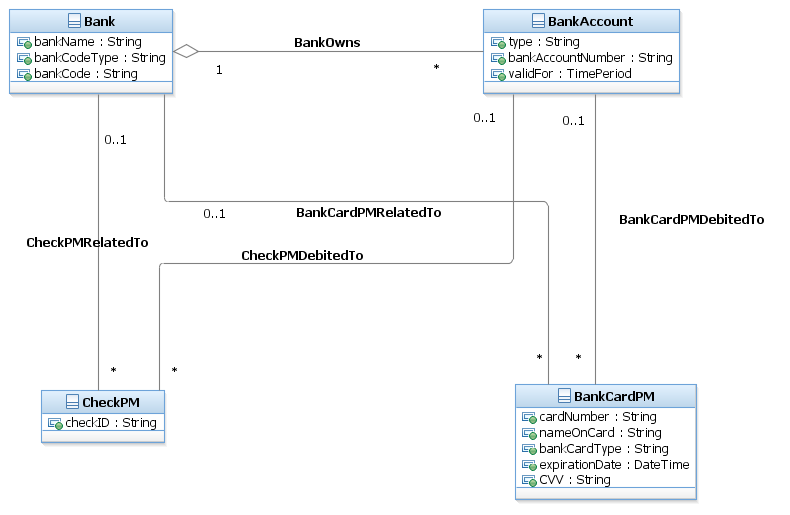 Bank
bankName : String
bankCodeType : String
bankCode : String
BankOwns
1
*
BankAccount
type : String
bankAccountNumber : String
validFor : TimePeriod
0..1
0..1
0..1
0..1
BankCardPMRelatedTo
BankCardPMDebitedTo
CheckPMRelatedTo
CheckPMDebitedTo
*
*
*
*
CheckPM
checkID : String
BankCardPM
cardNumber : String
nameOnCard : String
bankCardType : String
expirationDate : DateTime
CVV : String